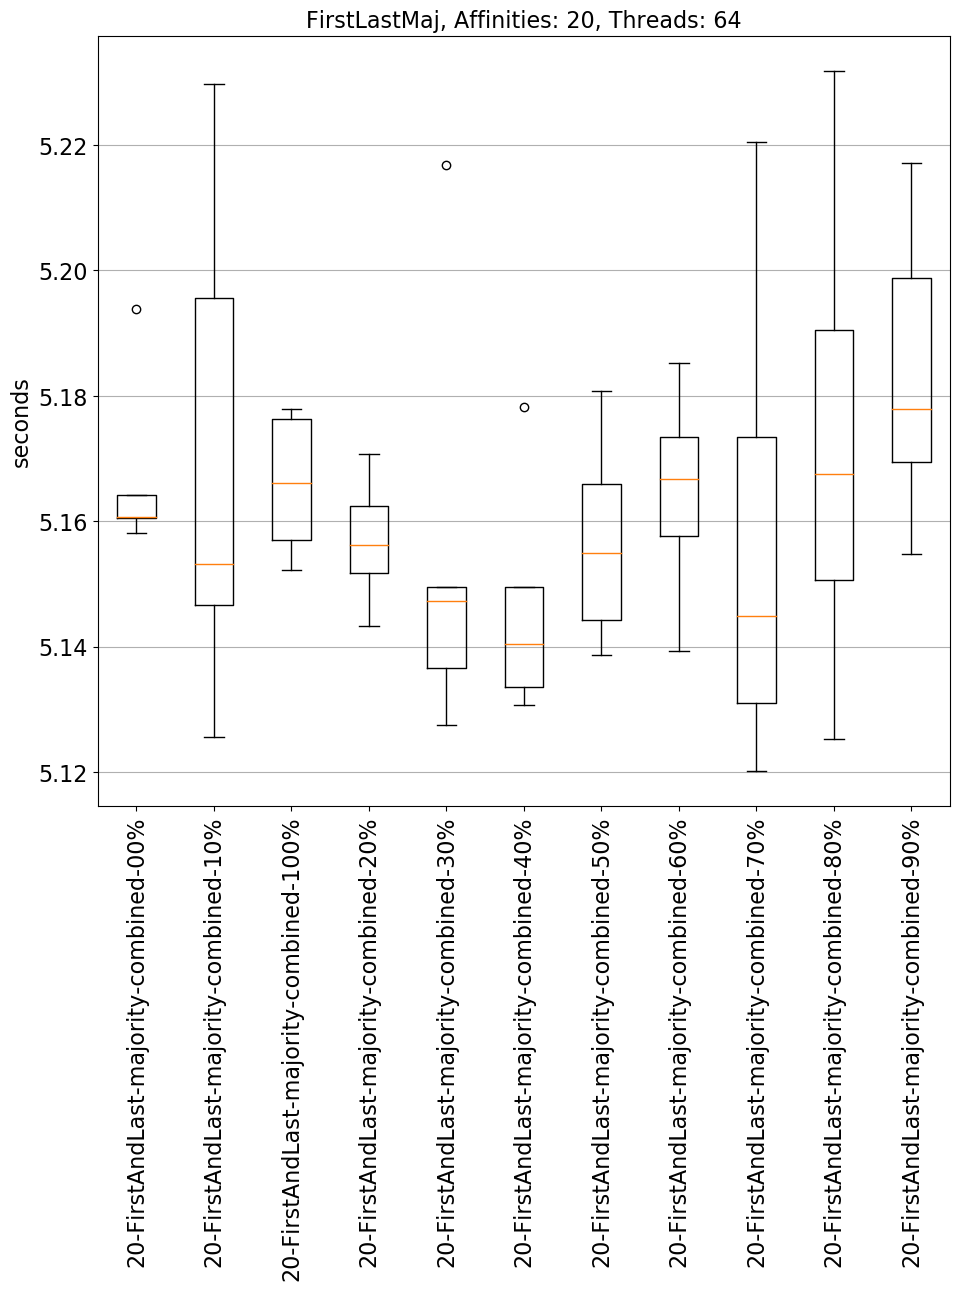 FirstLastMaj, Affinities: 20, Threads: 64
seconds
5.22
5.20
5.18
5.16
5.14
5.12
20-FirstAndLast-majority-combined-00%
20-FirstAndLast-majority-combined-10%
20-FirstAndLast-majority-combined-100%
20-FirstAndLast-majority-combined-20%
20-FirstAndLast-majority-combined-30%
20-FirstAndLast-majority-combined-40%
20-FirstAndLast-majority-combined-50%
20-FirstAndLast-majority-combined-60%
20-FirstAndLast-majority-combined-70%
20-FirstAndLast-majority-combined-80%
20-FirstAndLast-majority-combined-90%